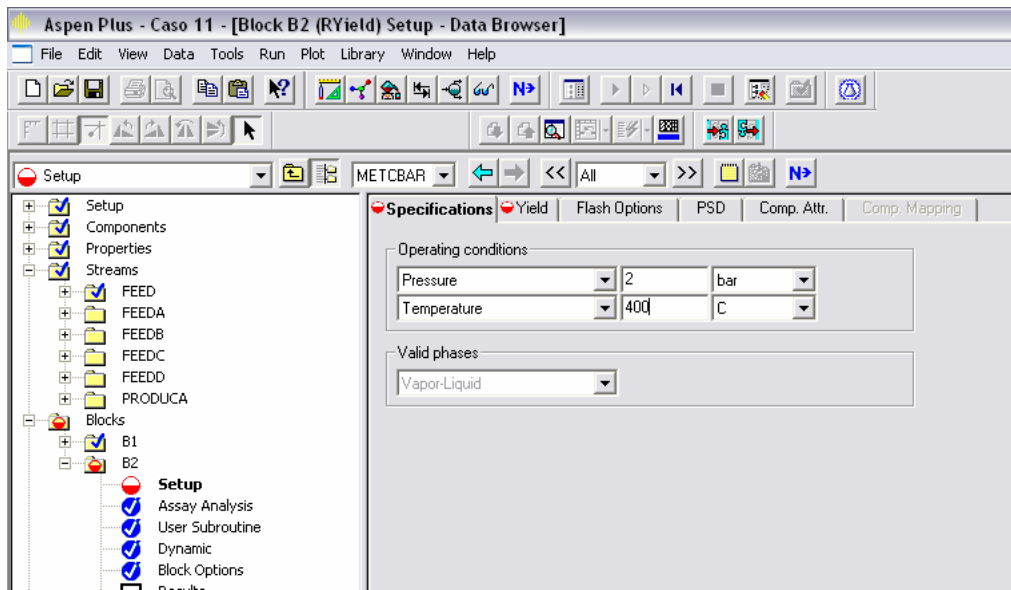 Aspen Plus - Caso 11 - [Block B2 (RYield) Setup - Data Browser]
File Edit View Data Tools Run Plot Library Window Help
N
Setup METCBAR << All >> N
Setup
Components
Properties
Streams
FEED
FEEDA
FEEDB
FEEDC
FEEDD
PRODUCA
Blocks
B1
B2
Setup
Assay Analysis
User Subroutine
Dynamic
Block Options
Results
Specifications Yield Flash Options PSD Comp. Attr. Comp. Mapping
Operating conditions
Pressure 2 bar
Temperature 400 C
Valid phases
Vapor-Liquid